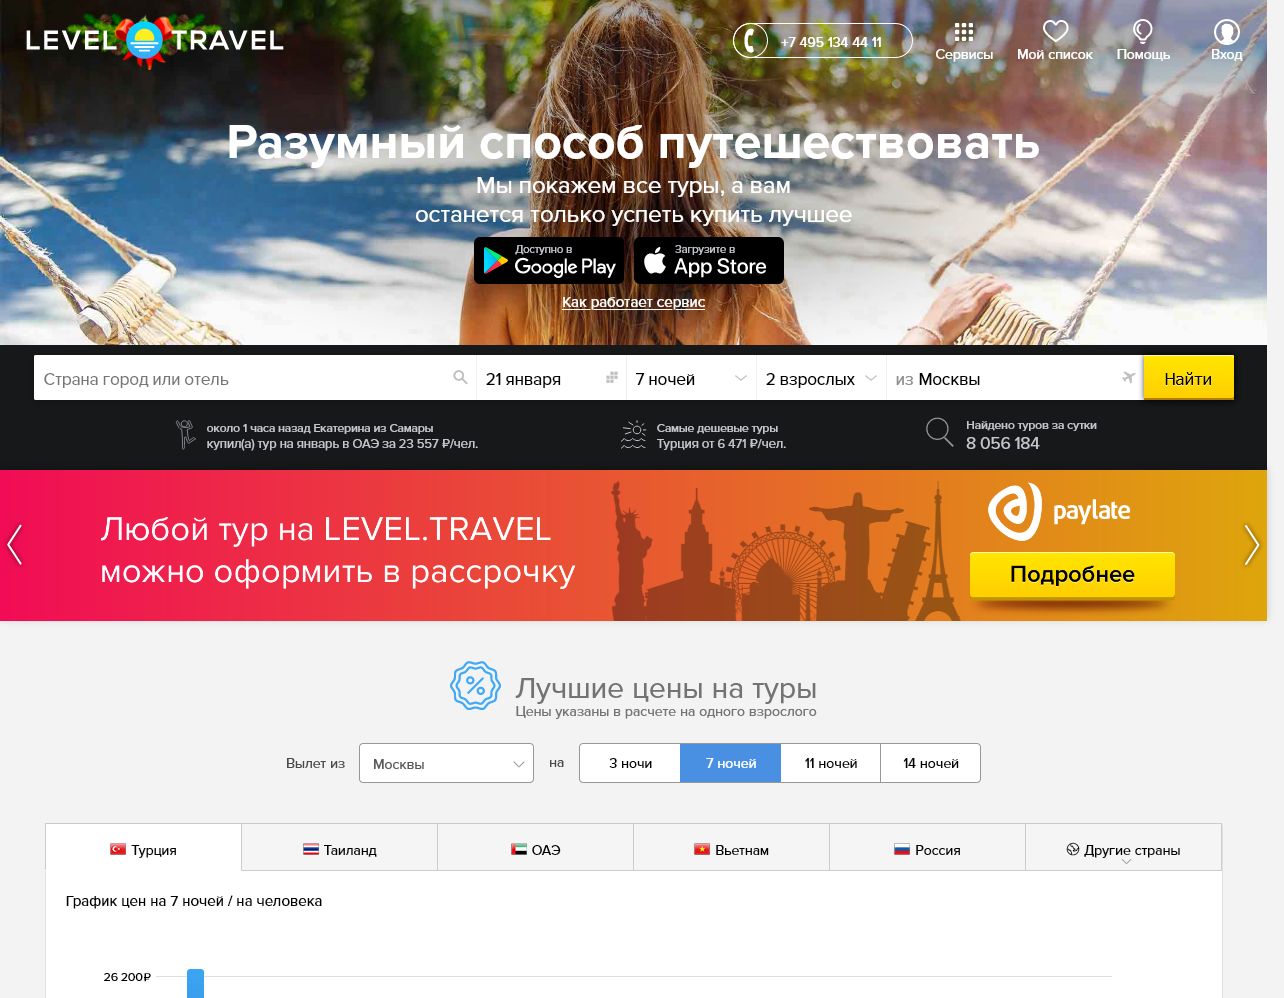 LEVEL TRAVEL
+7 495 134 44 11
Сервисы
Мой список
Помощь
Вход
Разумный способ путешествовать
Мы покажем все туры, а вам
останется только успеть купить лучшее
Доступно в
Google Play
Загрузите в
App Store
Как работает сервис
Страна город или отель
21 января
7 ночей
2 взрослых
из Москвы
Найти
около 1 часа назад Екатерина из Самары
купил(а) тур на январь в ОАЭ за 23 557 ₽/чел.
Самые дешевые туры
Турция от 6 471 ₽/чел.
Найдено туров за сутки
8 056 184
Любой тур на LEVEL.TRAVEL
можно оформить в рассрочку
paylate
Подробнее
Лучшие цены на туры
Цены указаны в расчете на одного взрослого
Вылет из
Москвы
на
3 ночи
7 ночей
11 ночей
14 ночей
Турция
Таиланд
ОАЭ
Вьетнам
Россия
Другие страны
График цен на 7 ночей / на человека
26 200₽